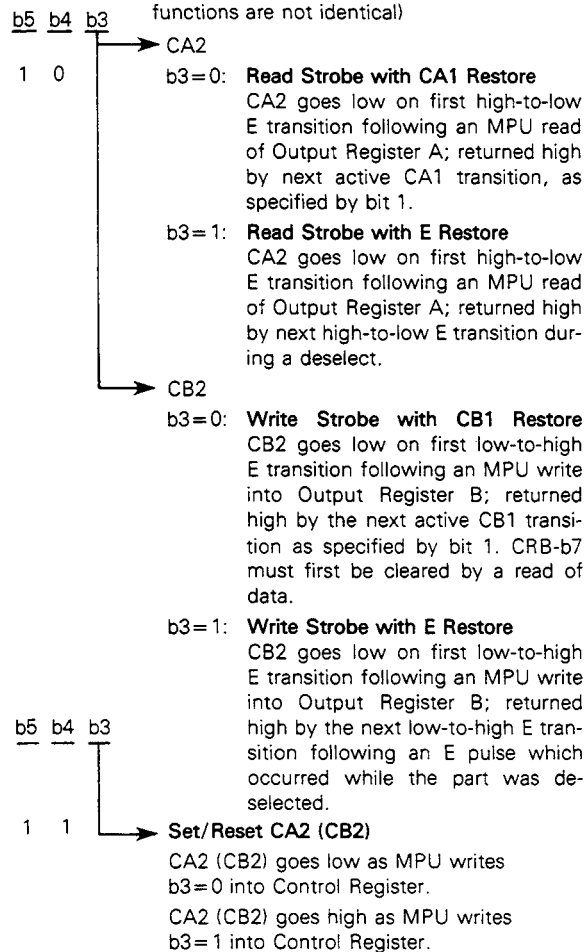 functions are not identical)
b5 b4 b3
CA2
1 0
b3=0: Read Strobe with CA1 Restore
CA2 goes low on first high-to-low
E transition following an MPU read
of Output Register A; returned high
by next active CA1 transition, as
specified by bit 1.
b3=1: Read Strobe with E Restore
CA2 goes low on first high-to-low
E transition following an MPU read
of Output Register A; returned high
by next high-to-low E transition dur-
ing a deselect.
CB2
b3=0: Write Strobe with CB1 Restore
CB2 goes low on first low-to-high
E transition following an MPU write
into Output Register B; returned
high by the next active CB1 transi-
tion as specified by bit 1. CRB-b7
must first be cleared by a read of
data.
b3=1: Write Strobe with E Restore
CB2 goes low on first low-to-high
E transition following an MPU write
into Output Register B; returned
high by the next low-to-high E tran-
sition following an E pulse which
occurred while the part was de-
selected.
b5 b4 b3
1 1 Set/Reset CA2 (CB2)
CA2 (CB2) goes low as MPU writes
b3=0 into Control Register.
CA2 (CB2) goes high as MPU writes
b3=1 into Control Register.